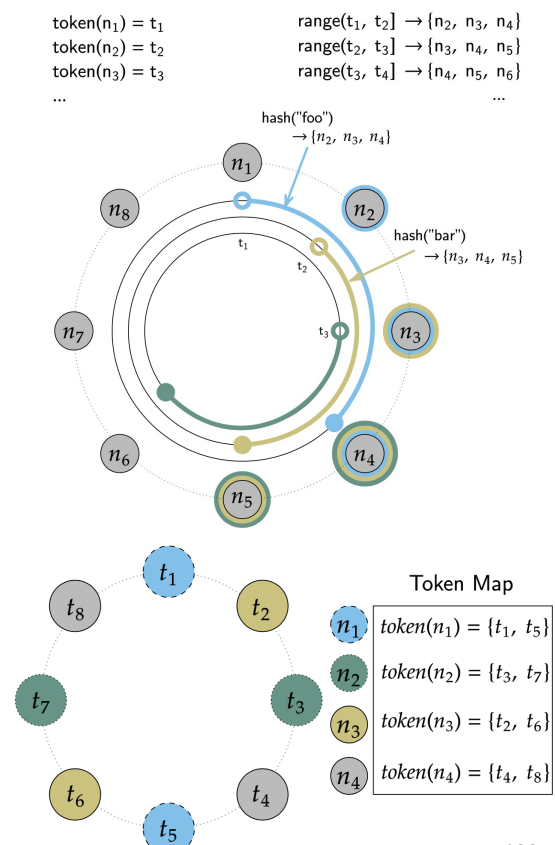 token(n₁) = t₁
token(n₂) = t₂
token(n₃) = t₃
...
range(t₁, t₂] → {n₂, n₃, n₄}
range(t₂, t₃] → {n₃, n₄, n₅}
range(t₃, t₄] → {n₄, n₅, n₆}
...
hash("foo")
→ {n₂, n₃, n₄}
n₁
n₈
n₂
hash("bar")
→ {n₃, n₄, n₅}
t₁
t₂
n₇
t₃
n₃
n₆
n₄
n₅
t₁
t₈
t₂
t₇
t₃
t₆
t₄
t₅
Token Map
n₁ token(n₁) = {t₁, t₅}
n₂ token(n₂) = {t₃, t₇}
n₃ token(n₃) = {t₂, t₆}
n₄ token(n₄) = {t₄, t₈}